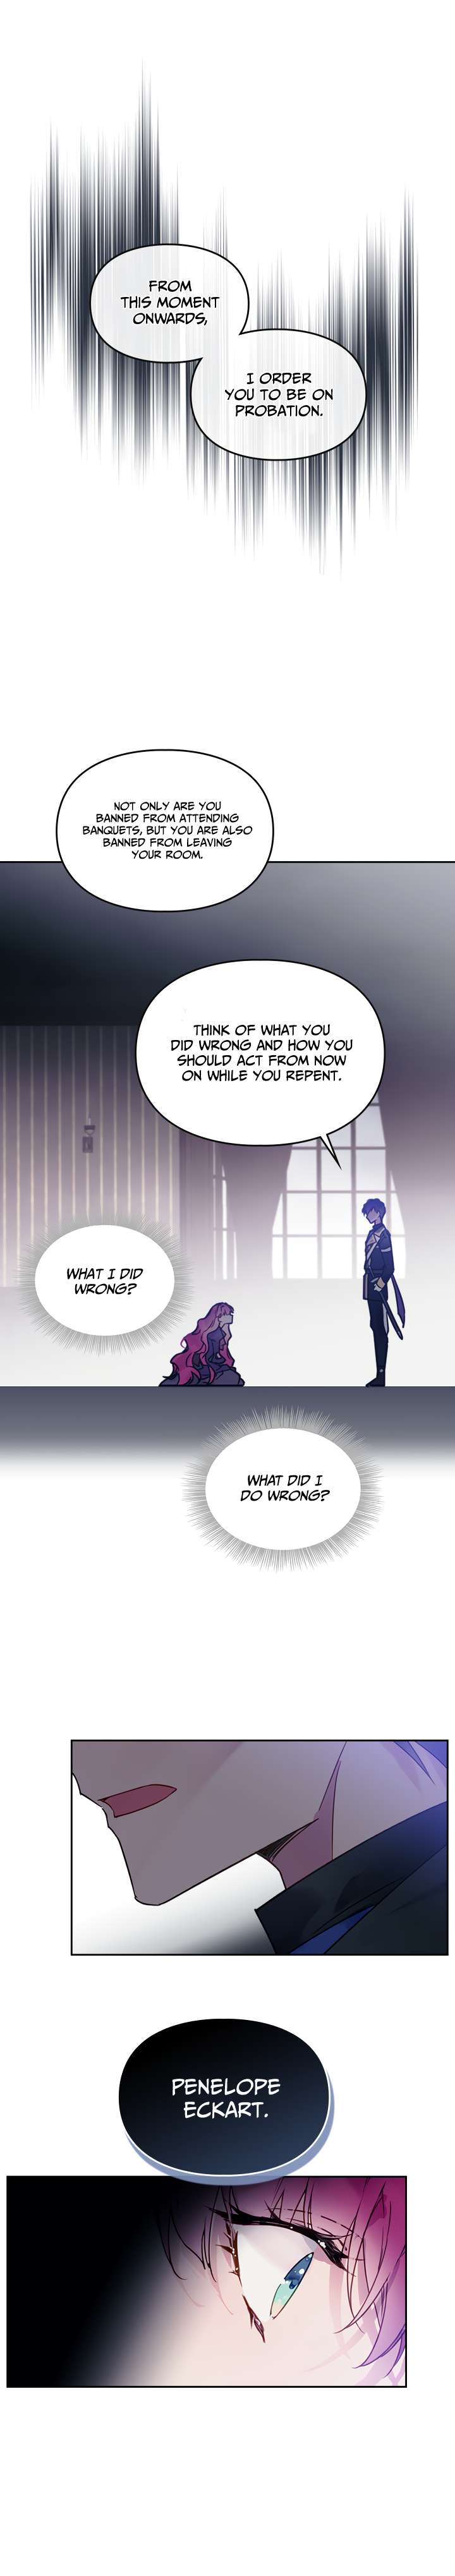 FROM
THIS MOMENT
ONWARDS,
I ORDER
YOU TO BE ON
PROBATION.
NOT ONLY ARE YOU
BANNED FROM ATTENDING
BANQUETS, BUT YOU ARE ALSO
BANNED FROM LEAVING
YOUR ROOM.
THINK OF WHAT YOU
DID WRONG AND HOW YOU
SHOULD ACT FROM NOW
ON WHILE YOU REPENT.
WHAT I DID
WRONG?
WHAT DID I
DO WRONG?
PENELOPE
ECKART.